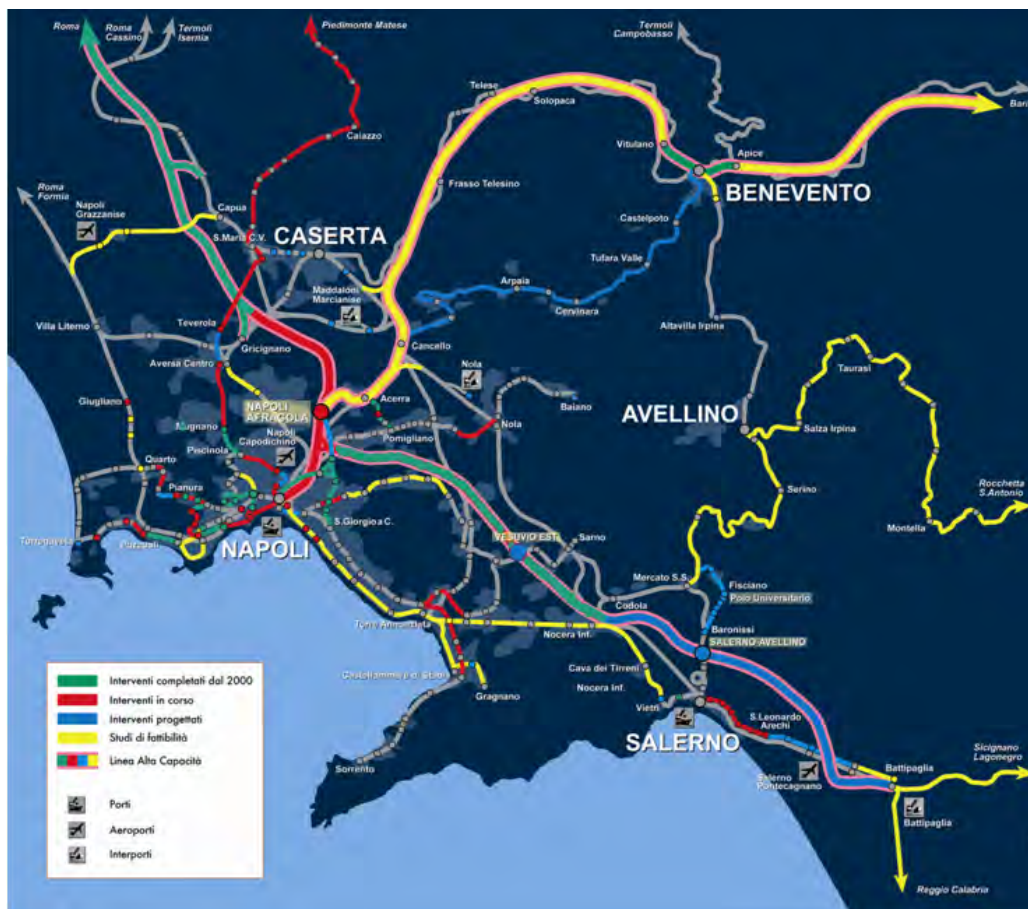 Roma
Roma
Cassino
Termoli
Isernia
Piedimonte Matese
Termoli
Campobasso
Bari
Telese
Solopaca
Caiazzo
Vitulano
Apice
BENEVENTO
Frasso Telesino
Roma
Formia
Napoli
Grazzanise
Capua
S.Maria C.V.
CASERTA
Castelpoto
Tufara Valle
Maddaloni
Marcianise
Arpaia
Cervinara
Villa Literno
Teverola
Altavilla Irpina
Gricignano
Cancello
Aversa Centro
Nola
Taurasi
Giugliano
NAPOLI
AFRAGOLA
Acerra
Baiano
AVELLINO
Mugnano
Napoli
Capodichino
Nola
Salza Irpina
Pomigliano
Piscinola
Quarto
Pianura
Serino
Rocchetta
S.Antonio
Montella
S.Giorgio a C.
Torregaveta
Pozzuoli
NAPOLI
VESUVIO EST
Sarno
Mercato S.S.
Fisciano
Polo Universitario
Codola
Torre Annunziata
Nocera Inf.
Baronissi
SALERNO AVELLINO
Cava dei Tirreni
Castellammare di Stabia
Nocera Inf.
Gragnano
Vietri
S.Leonardo
Arechi
SALERNO
Sicignano
Lagonegro
Sorrento
Salerno
Pontecagnano
Battipaglia
Battipaglia
Reggio Calabria
Interventi completati dal 2000
Interventi in corso
Interventi progettati
Studi di fattibilità
Linea Alta Capacità
Porti
Aeroporti
Interporti